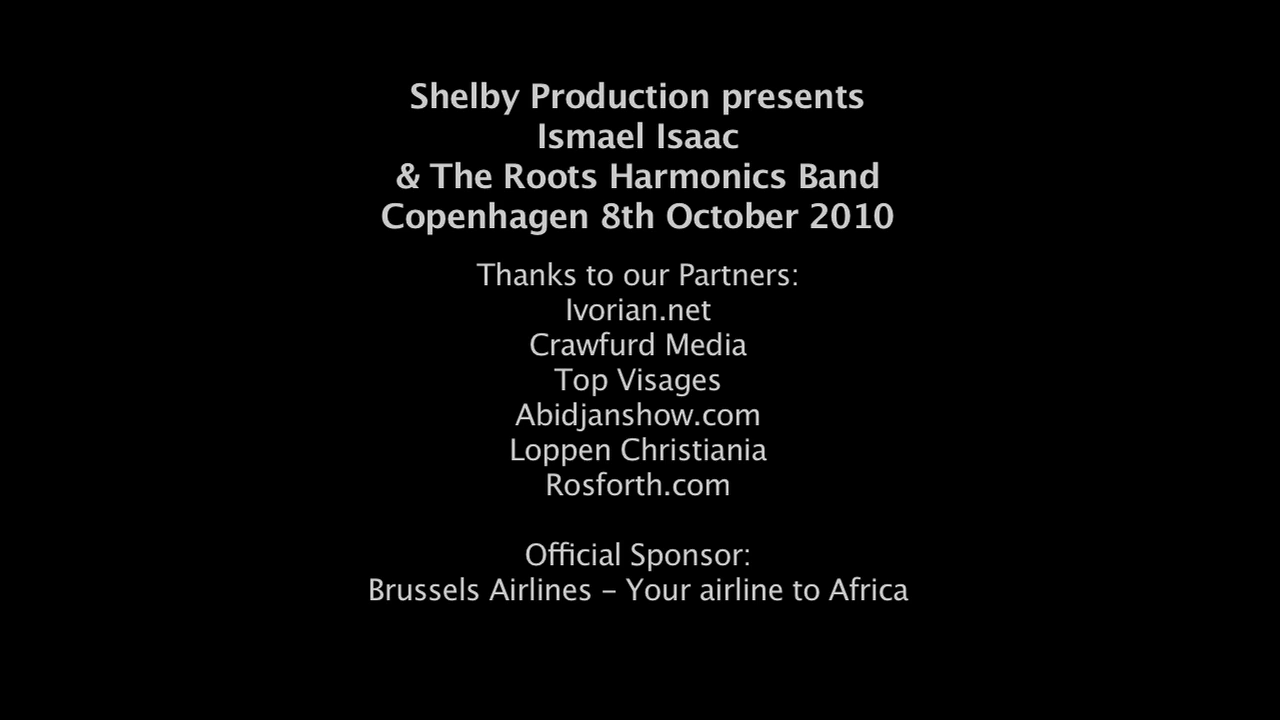 Shelby Production presents
Ismael Isaac
& The Roots Harmonics Band
Copenhagen 8th October 2010
Thanks to our Partners:
Ivorian.net
Crawfurd Media
Top Visages
Abidjanshow.com
Loppen Christiania
Rosforth.com
Official Sponsor:
Brussels Airlines – Your airline to Africa